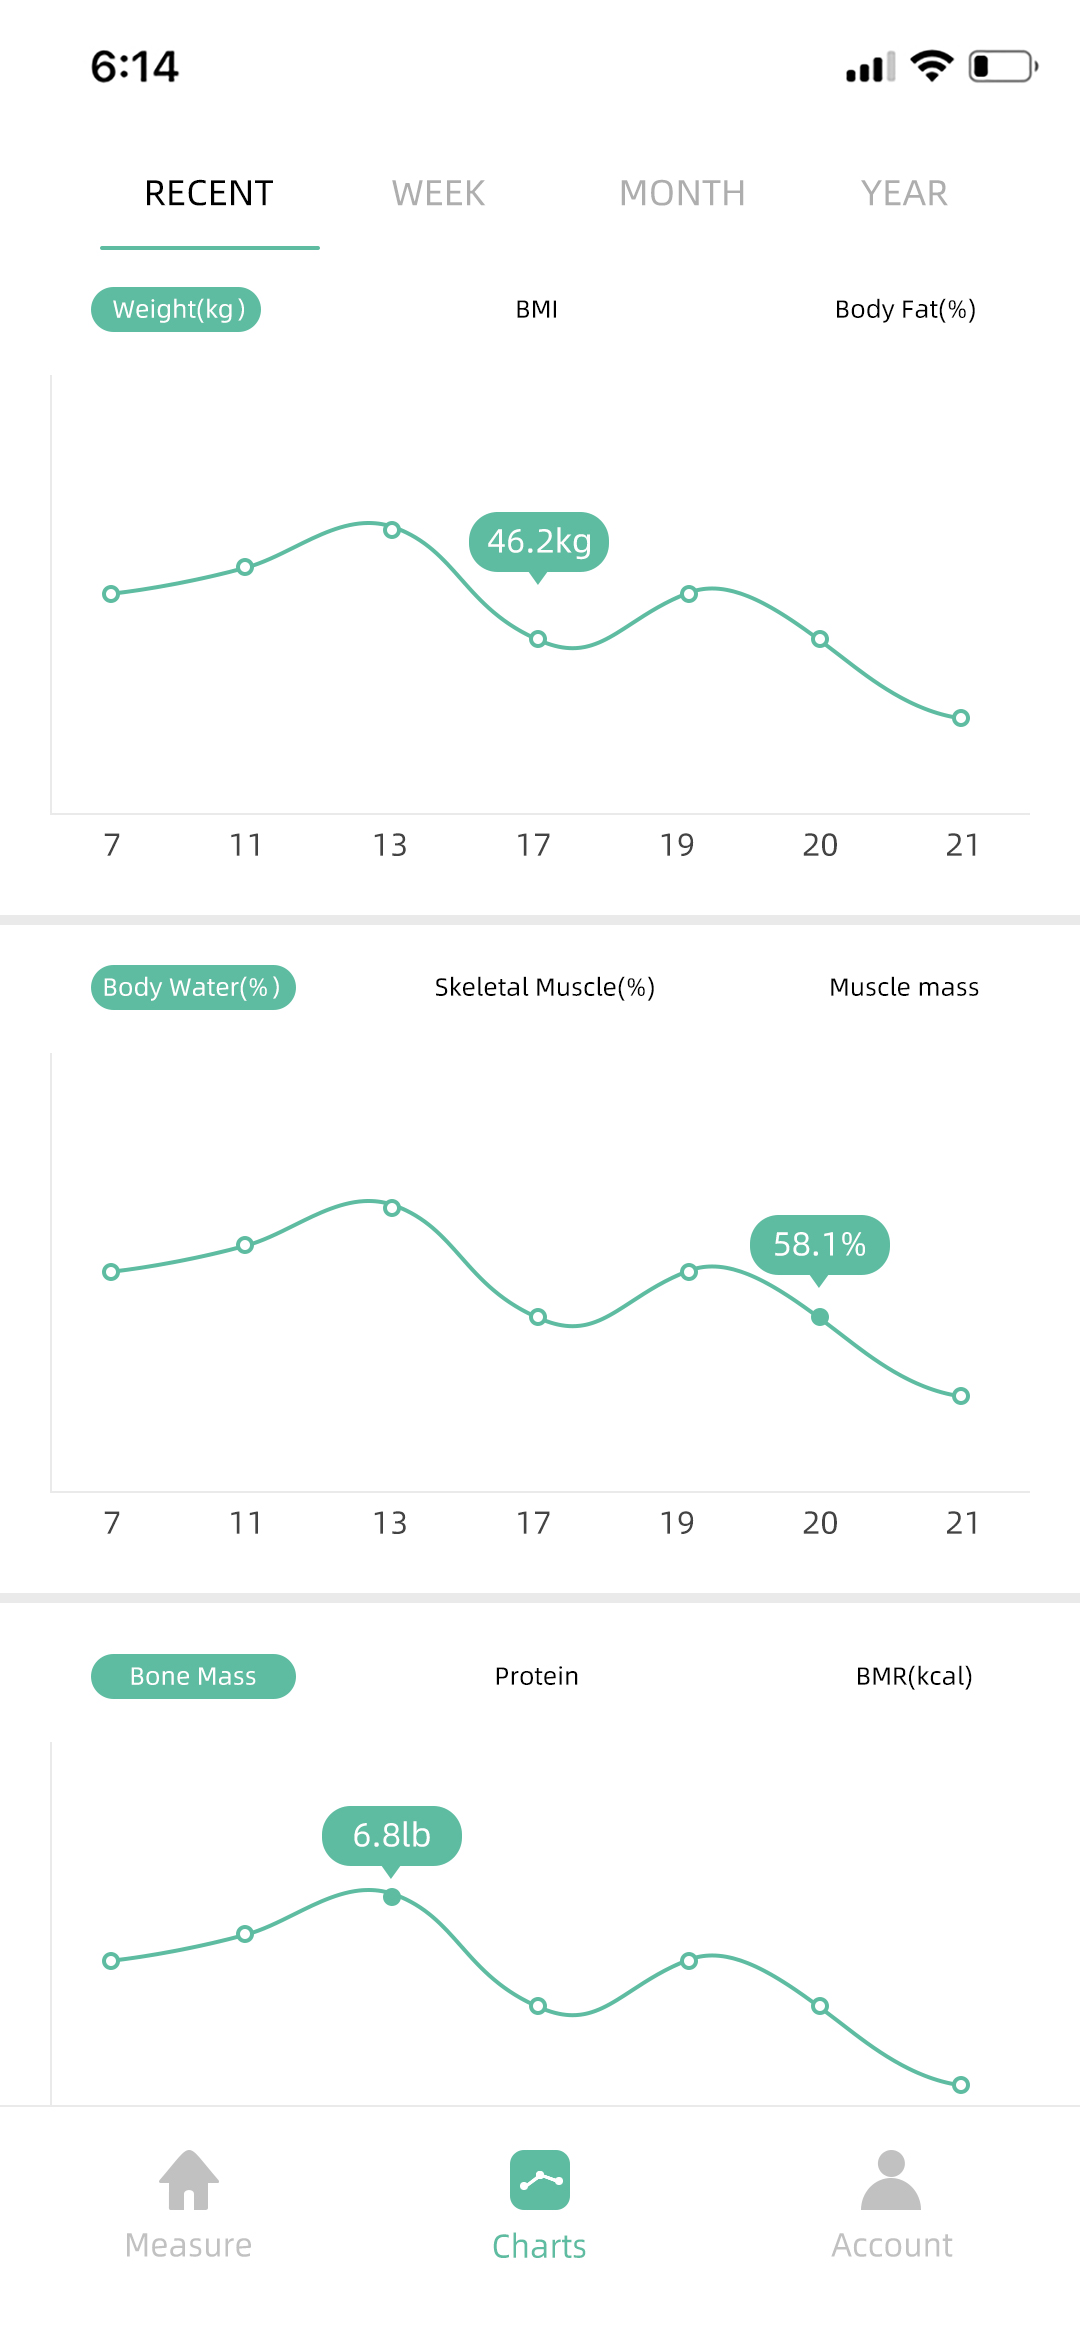 6:14
RECENT WEEK MONTH YEAR
Weight(kg) BMI Body Fat(%)
46.2kg
7 11 13 17 19 20 21
Body Water(%) Skeletal Muscle(%) Muscle mass
58.1%
7 11 13 17 19 20 21
Bone Mass Protein BMR(kcal)
6.8lb
Measure Charts Account